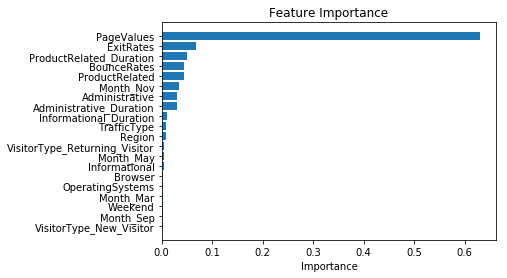 Feature Importance
PageValues
ExitRates
ProductRelated_Duration
BounceRates
ProductRelated
Month_Nov
Administrative
Administrative_Duration
Informational_Duration
TrafficType
Region
VisitorType_Returning_Visitor
Month_May
Informational
Browser
OperatingSystems
Month_Mar
Weekend
Month_Sep
VisitorType_New_Visitor
0.0 0.1 0.2 0.3 0.4 0.5 0.6
Importance